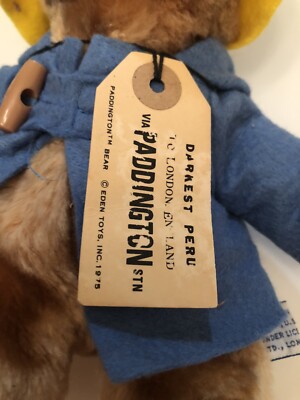 DARKEST PERU
TO LONDON, ENGLAND
VIA PADDINGTON STN
PADDINGTON™ BEAR © EDEN TOYS, INC. 1975